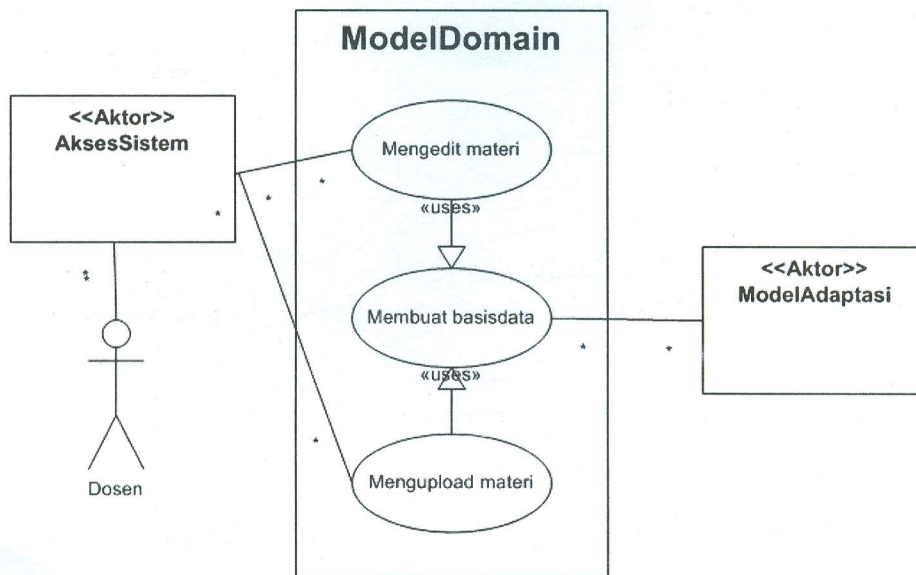 ModelDomain
<<Aktor>>
AksesSistem
Mengedit materi
«uses»
* * *
<<Aktor>>
ModelAdaptasi
*
*
Membuat basisdata
* *
«uses»
*
Mengupload materi
Dosen